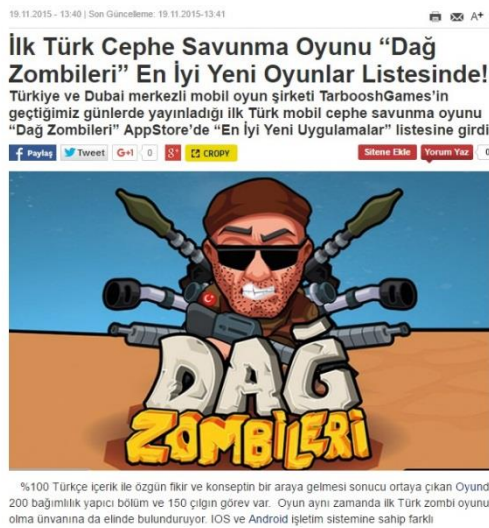 19.11.2015 - 13:40 | Son Güncelleme: 19.11.2015-13:41
A+
İlk Türk Cephe Savunma Oyunu “Dağ
Zombileri” En İyi Yeni Oyunlar Listesinde!
Türkiye ve Dubai merkezli mobil oyun şirketi TarbooshGames’in
geçtiğimiz günlerde yayınladığı ilk Türk mobil cephe savunma oyunu
“Dağ Zombileri” AppStore’de “En İyi Yeni Uygulamalar” listesine girdi
f Paylaş Tweet G+1 0 8+ CROPY Sitene Ekle Yorum Yaz 0
DAĞ
ZOMBİLERİ
%100 Türkçe içerik ile özgün fikir ve konseptin bir araya gelmesi sonucu ortaya çıkan Oyund
200 bağımlılık yapıcı bölüm ve 150 çılgın görev var. Oyun aynı zamanda ilk Türk zombi oyunu
olma ünvanına da elinde bulunduruyor. IOS ve Android işletim sistemine sahip farklı